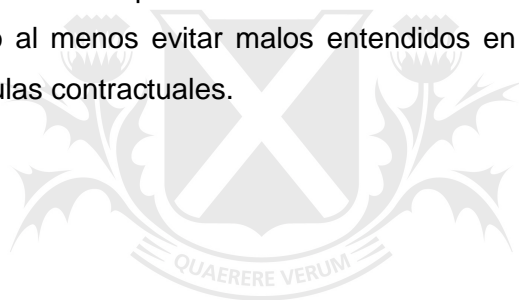 o al menos evitar malos entendidos en
ulas contractuales.
QUAERERE VERUM